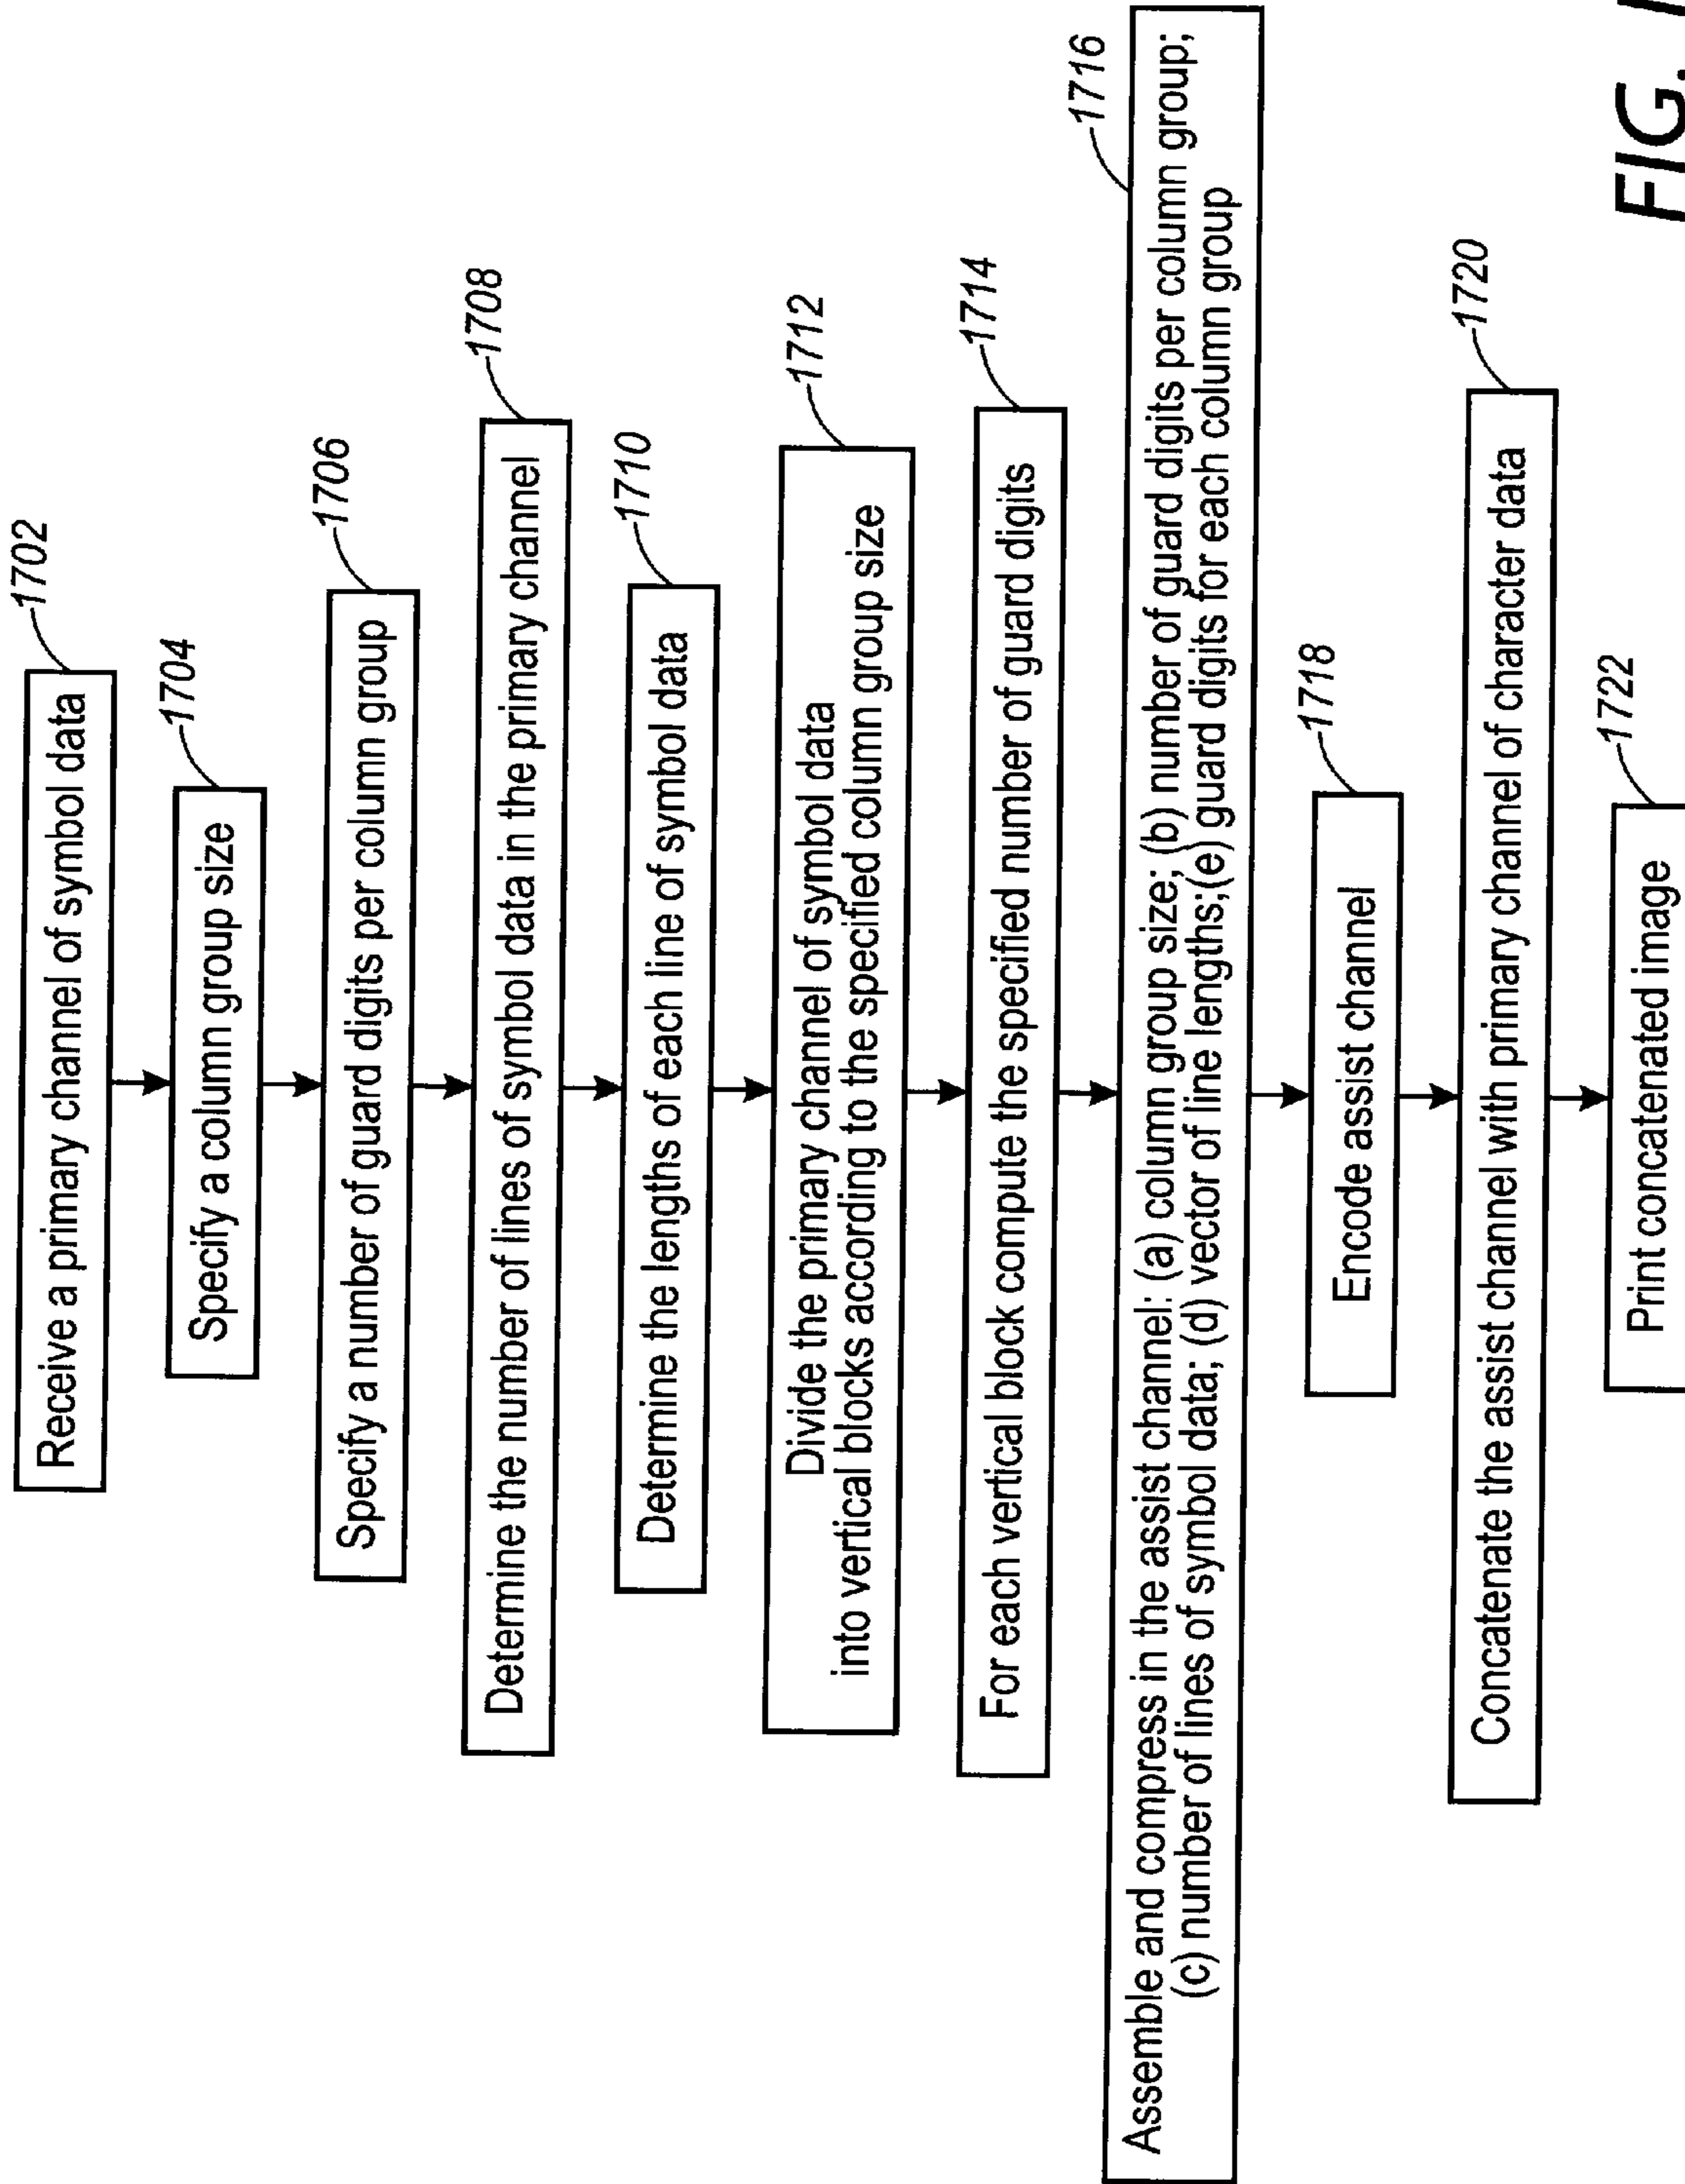 Receive a primary channel of symbol data
1702
Specify a column group size
1704
Specify a number of guard digits per column group
1706
Determine the number of lines of symbol data in the primary channel
1708
Determine the lengths of each line of symbol data
1710
Divide the primary channel of symbol data
into vertical blocks according to the specified column group size
1712
For each vertical block compute the specified number of guard digits
1714
Assemble and compress in the assist channel: (a) column group size; (b) number of guard digits per column group;
(c) number of lines of symbol data; (d) vector of line lengths;(e) guard digits for each column group
1716
Encode assist channel
1718
Concatenate the assist channel with primary channel of character data
1720
Print concatenated image
1722
FIG.